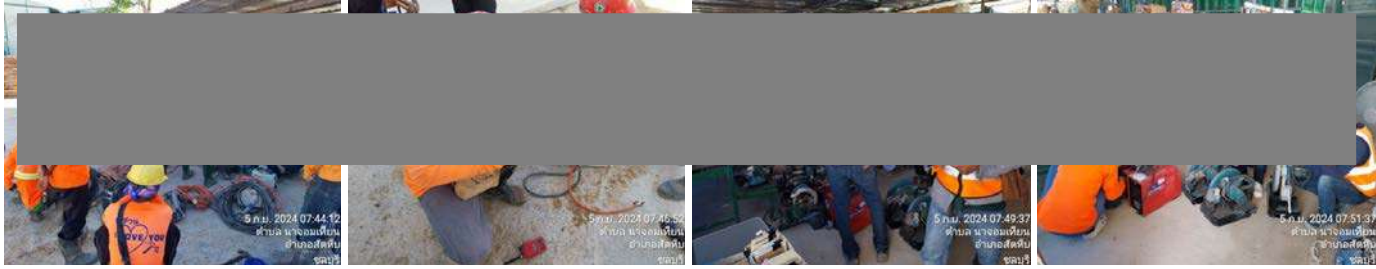 5 ก.ย. 2024 07:44:12
ตำบล นาจอมเทียน
อำเภอสัตหีบ
ชลบุรี
5 ก.ย. 2024 07:46:52
ตำบล นาจอมเทียน
อำเภอสัตหีบ
ชลบุรี
5 ก.ย. 2024 07:49:37
ตำบล นาจอมเทียน
อำเภอสัตหีบ
ชลบุรี
5 ก.ย. 2024 07:51:37
ตำบล นาจอมเทียน
อำเภอสัตหีบ
ชลบุรี